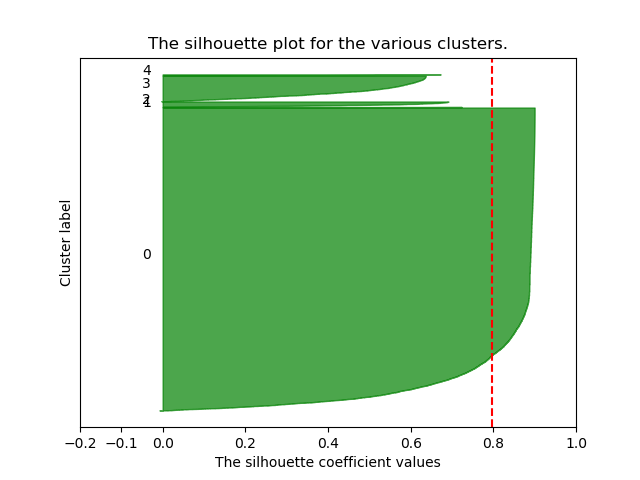 The silhouette plot for the various clusters.
4
3
2
1
0
Cluster label
−0.2 −0.1 0.0 0.2 0.4 0.6 0.8 1.0
The silhouette coefficient values